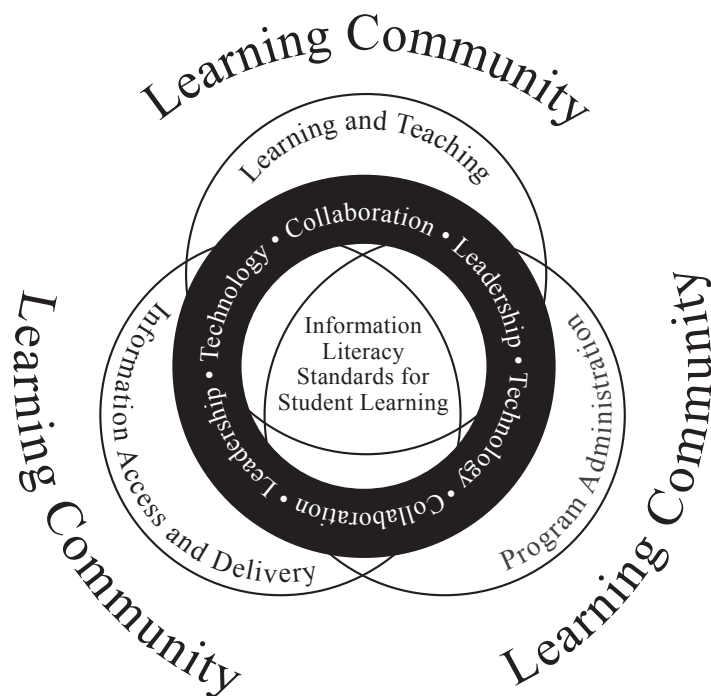 Learning Community
Learning and Teaching
Technology • Collaboration • Leadership • Technology • Collaboration • Leadership •
Information
Literacy
Standards for
Student Learning
Information Access and Delivery
Program Administration
Learning Community
Learning Community